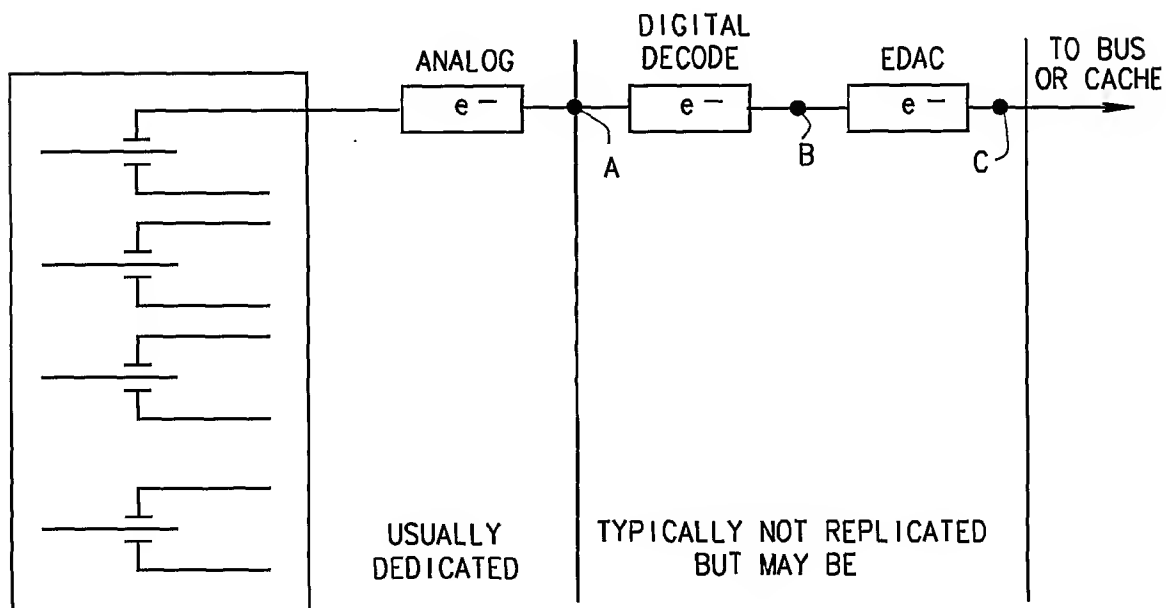 ANALOG
DIGITAL
DECODE
EDAC
TO BUS
OR CACHE
e−
e−
e−
A
B
C
USUALLY
DEDICATED
TYPICALLY NOT REPLICATED
BUT MAY BE